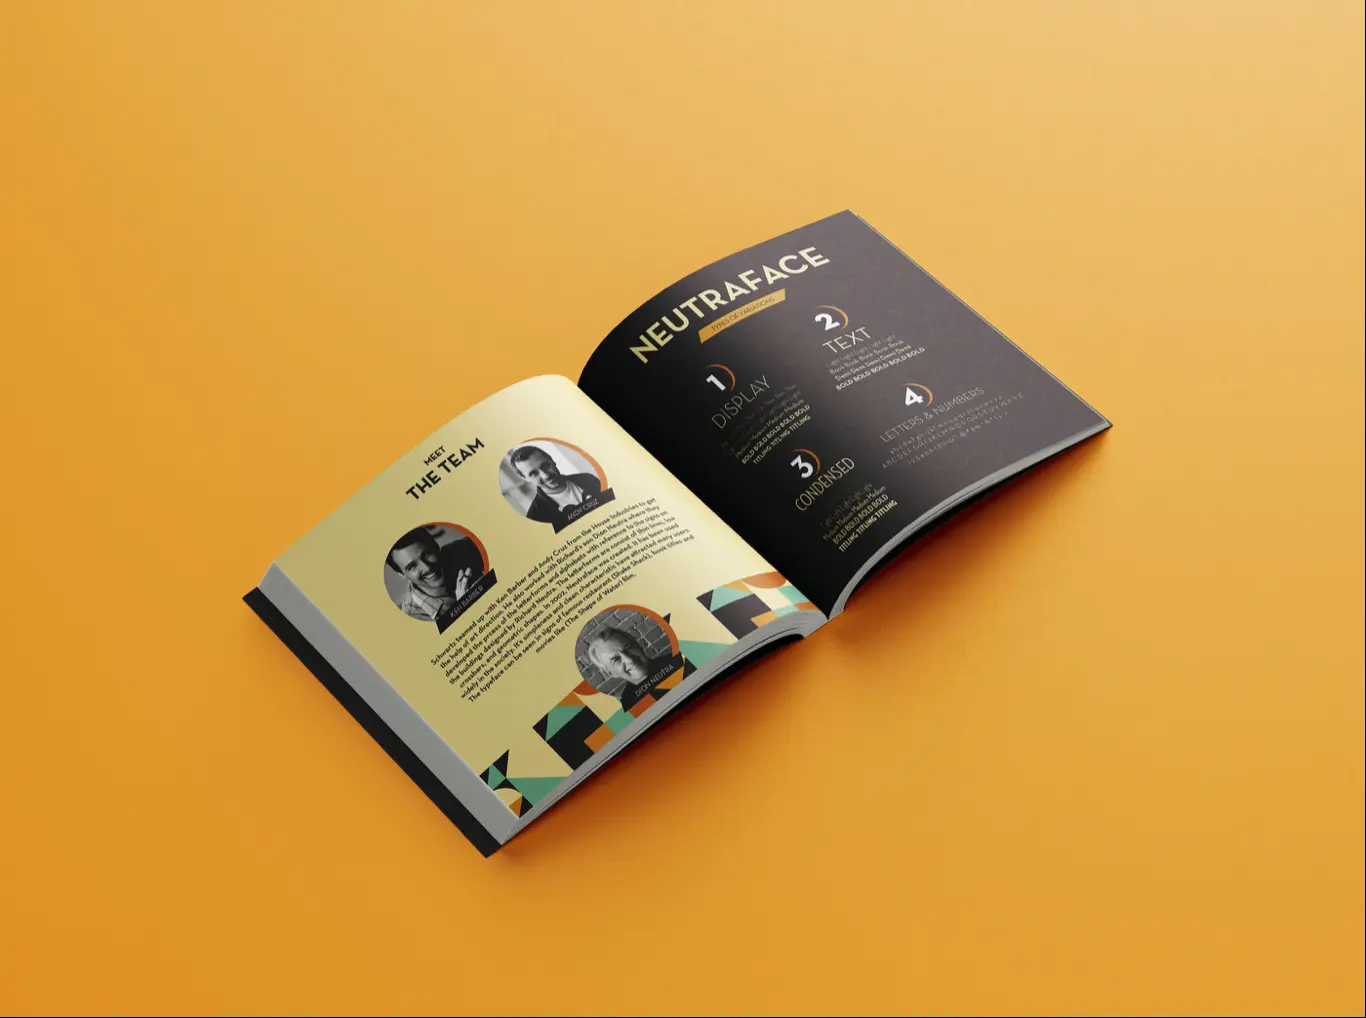 MEET
THE TEAM
ANDY CRUZ
KEN BARBER
Schwartz teamed up with Ken Barber and Andy Cruz from the House Industries to get
the help of art direction. He also worked with Richard's son Dion Neutra where they
developed the process of the letterforms and alphabets with reference to the signs on
the buildings designed by Richard Neutra. The letterforms are consist of thin lines, low
crossbars, and geometric shapes. In 2002, Neutraface was created. It has been used
widely in the society. It's simpleness and clean characteristic have attracted many users.
The typeface can be seen in signs of famous restaurant (Shake Shack), book titles and
movies like (The Shape of Water) film.
DION NEUTRA
NEUTRAFACE
TYPES OF VARIATIONS
1
DISPLAY
Medium Medium Medium
BOLD BOLD BOLD BOLD BOLD
TITLING TITLING TITLING
2
TEXT
Light Light Light Light Light
Book Book Book Book Book
Demi Demi Demi Demi Demi
BOLD BOLD BOLD BOLD BOLD
3
CONDENSED
Light Light Light Light Light
Medium Medium Medium Medium
BOLD BOLD BOLD BOLD BOLD
TITLING TITLING TITLING
4
LETTERS & NUMBERS